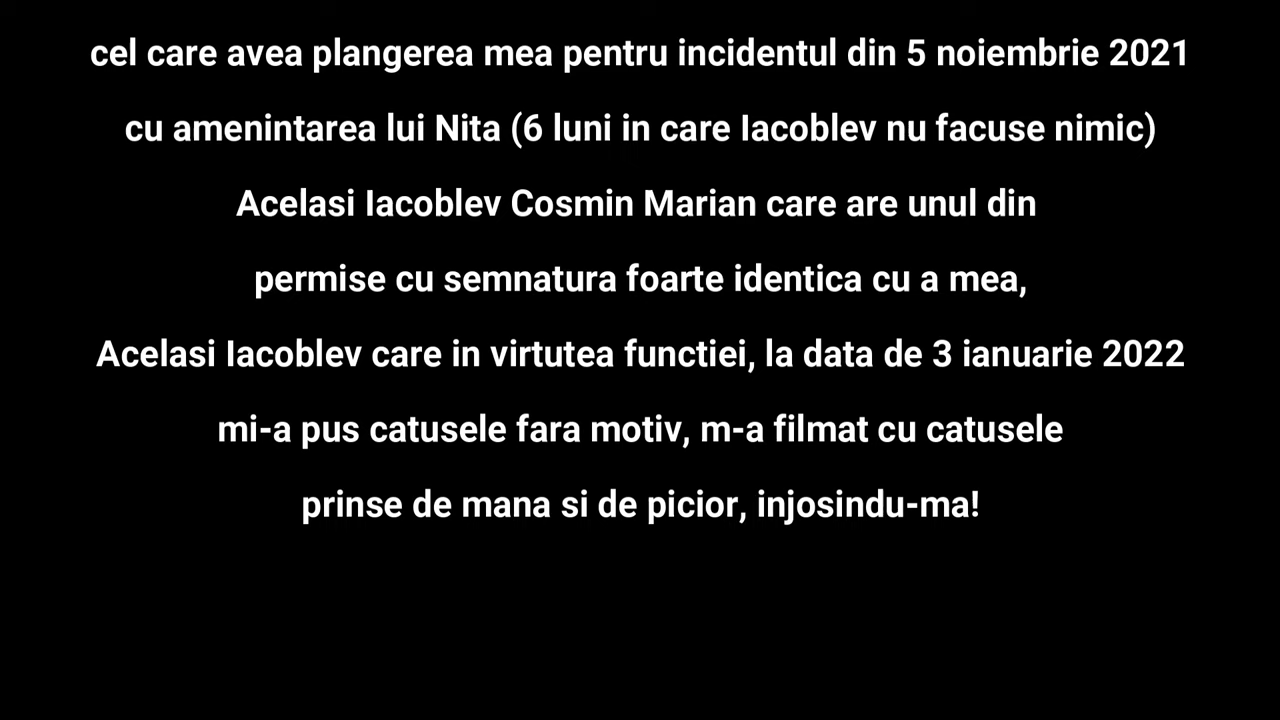 cel care avea plangerea mea pentru incidentul din 5 noiembrie 2021
cu amenintarea lui Nita (6 luni in care Iacoblev nu facuse nimic)
Acelasi Iacoblev Cosmin Marian care are unul din
permise cu semnatura foarte identica cu a mea,
Acelasi Iacoblev care in virtutea functiei, la data de 3 ianuarie 2022
mi-a pus catusele fara motiv, m-a filmat cu catusele
prinse de mana si de picior, injosindu-ma!